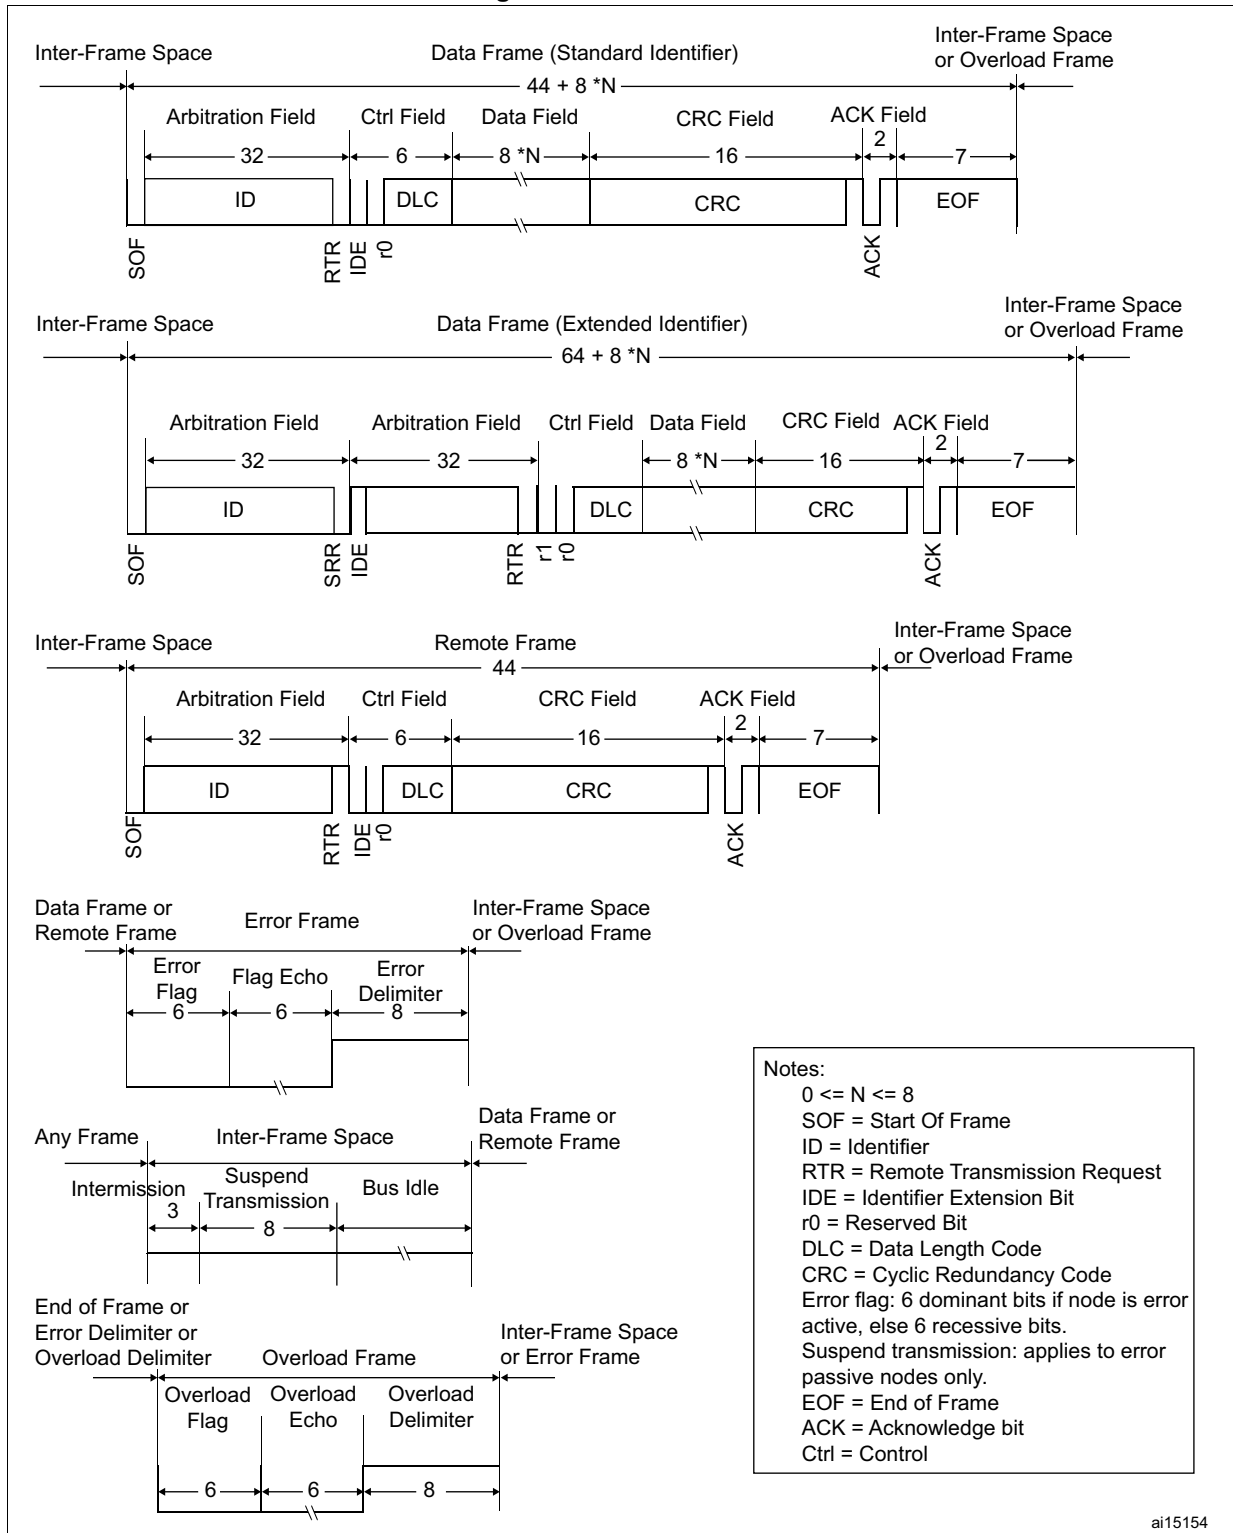 Inter-Frame Space
Data Frame (Standard Identifier)
Inter-Frame Space
or Overload Frame
44 + 8 *N
Arbitration Field
Ctrl Field
Data Field
CRC Field
ACK Field
32
6
8 *N
16
2
7
ID
DLC
CRC
EOF
SOF
RTR
IDE
r0
ACK
Inter-Frame Space
Data Frame (Extended Identifier)
Inter-Frame Space
or Overload Frame
64 + 8 *N
Arbitration Field
Arbitration Field
Ctrl Field
Data Field
CRC Field
ACK Field
32
32
8 *N
16
2
7
ID
DLC
CRC
EOF
SOF
SRR
IDE
RTR
r1
r0
ACK
Inter-Frame Space
Remote Frame
Inter-Frame Space
or Overload Frame
44
Arbitration Field
Ctrl Field
CRC Field
ACK Field
32
6
16
2
7
ID
DLC
CRC
EOF
SOF
RTR
IDE
r0
ACK
Data Frame or
Remote Frame
Error Frame
Inter-Frame Space
or Overload Frame
Error
Flag
Flag Echo
Error
Delimiter
6
6
8
Any Frame
Inter-Frame Space
Data Frame or
Remote Frame
Intermission
3
Suspend
Transmission
8
Bus Idle
End of Frame or
Error Delimiter or
Overload Delimiter
Overload Frame
Inter-Frame Space
or Error Frame
Overload
Flag
Overload
Echo
Overload
Delimiter
6
6
8
Notes:
0 <= N <= 8
SOF = Start Of Frame
ID = Identifier
RTR = Remote Transmission Request
IDE = Identifier Extension Bit
r0 = Reserved Bit
DLC = Data Length Code
CRC = Cyclic Redundancy Code
Error flag: 6 dominant bits if node is error
active, else 6 recessive bits.
Suspend transmission: applies to error
passive nodes only.
EOF = End of Frame
ACK = Acknowledge bit
Ctrl = Control
ai15154